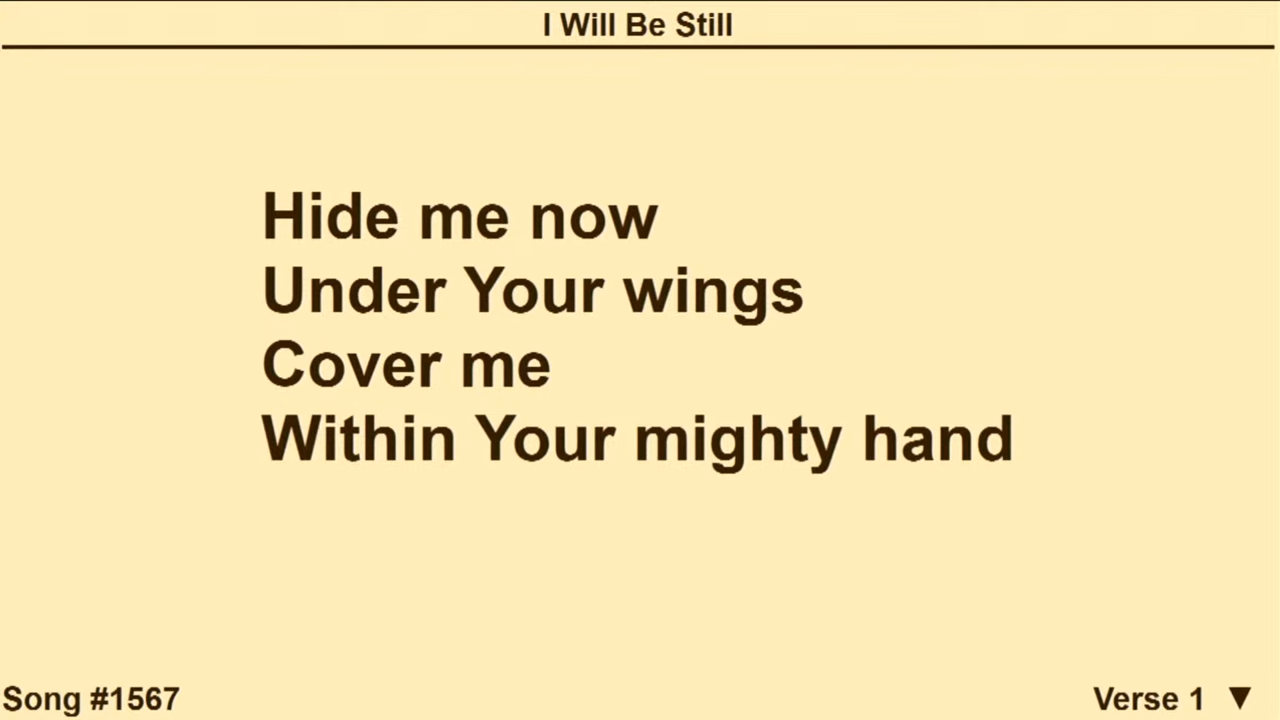 I Will Be Still
Hide me now
Under Your wings
Cover me
Within Your mighty hand
Song #1567
Verse 1 ▼